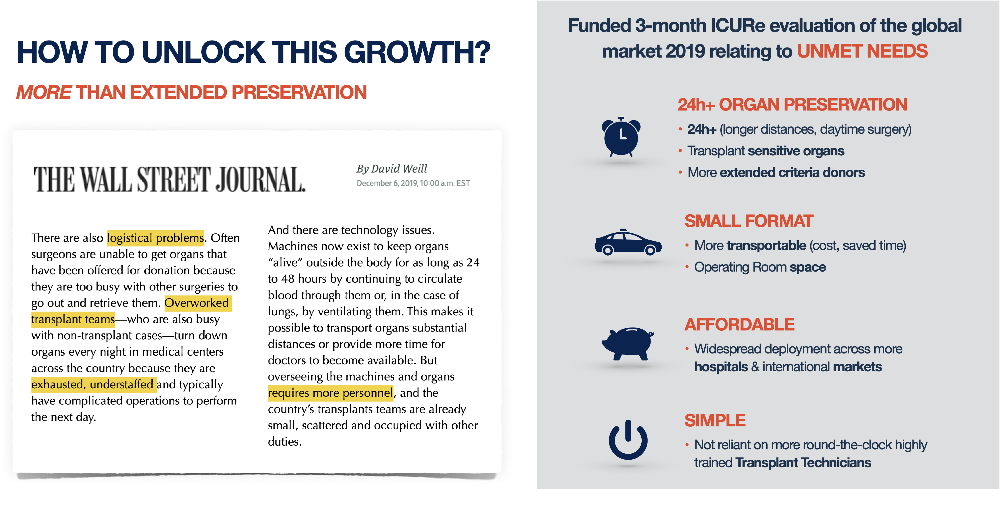 HOW TO UNLOCK THIS GROWTH?
MORE THAN EXTENDED PRESERVATION
THE WALL STREET JOURNAL.
By David Weill
December 6, 2019, 10:00 a.m. EST
There are also logistical problems. Often
surgeons are unable to get organs that
have been offered for donation because
they are too busy with other surgeries to
go out and retrieve them. Overworked
transplant teams—who are also busy
with non-transplant cases—turn down
organs every night in medical centers
across the country because they are
exhausted, understaffed and typically
have complicated operations to perform
the next day.
And there are technology issues.
Machines now exist to keep organs
“alive” outside the body for as long as 24
to 48 hours by continuing to circulate
blood through them or, in the case of
lungs, by ventilating them. This makes it
possible to transport organs substantial
distances or provide more time for
doctors to become available. But
overseeing the machines and organs
requires more personnel, and the
country’s transplants teams are already
small, scattered and occupied with other
duties.
Funded 3-month ICURe evaluation of the global
market 2019 relating to UNMET NEEDS
24h+ ORGAN PRESERVATION
• 24h+ (longer distances, daytime surgery)
• Transplant sensitive organs
• More extended criteria donors
SMALL FORMAT
• More transportable (cost, saved time)
• Operating Room space
AFFORDABLE
• Widespread deployment across more
hospitals & international markets
SIMPLE
• Not reliant on more round-the-clock highly
trained Transplant Technicians